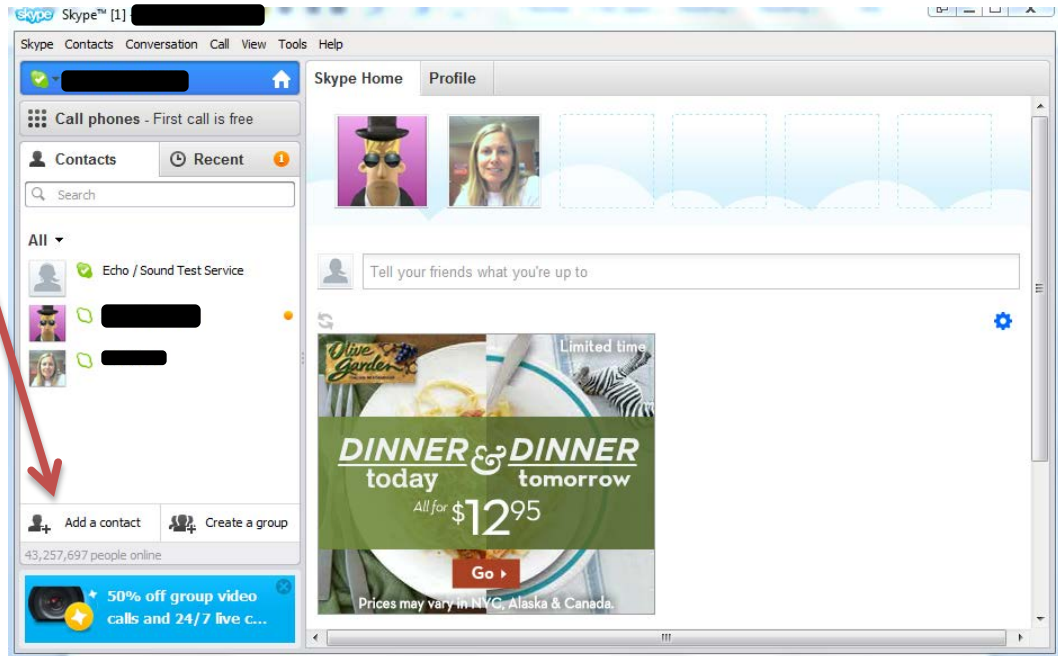 skype Skype™ [1]
Skype Contacts Conversation Call View Tools Help
Skype Home Profile
Call phones - First call is free
Contacts Recent 1
Search
All
Echo / Sound Test Service
Add a contact Create a group
43,257,697 people online
50% off group video
calls and 24/7 live c...
Tell your friends what you're up to
Olive
Garden
Limited time
DINNER & DINNER
today tomorrow
All for $1295
Go
Prices may vary in NYC, Alaska & Canada.